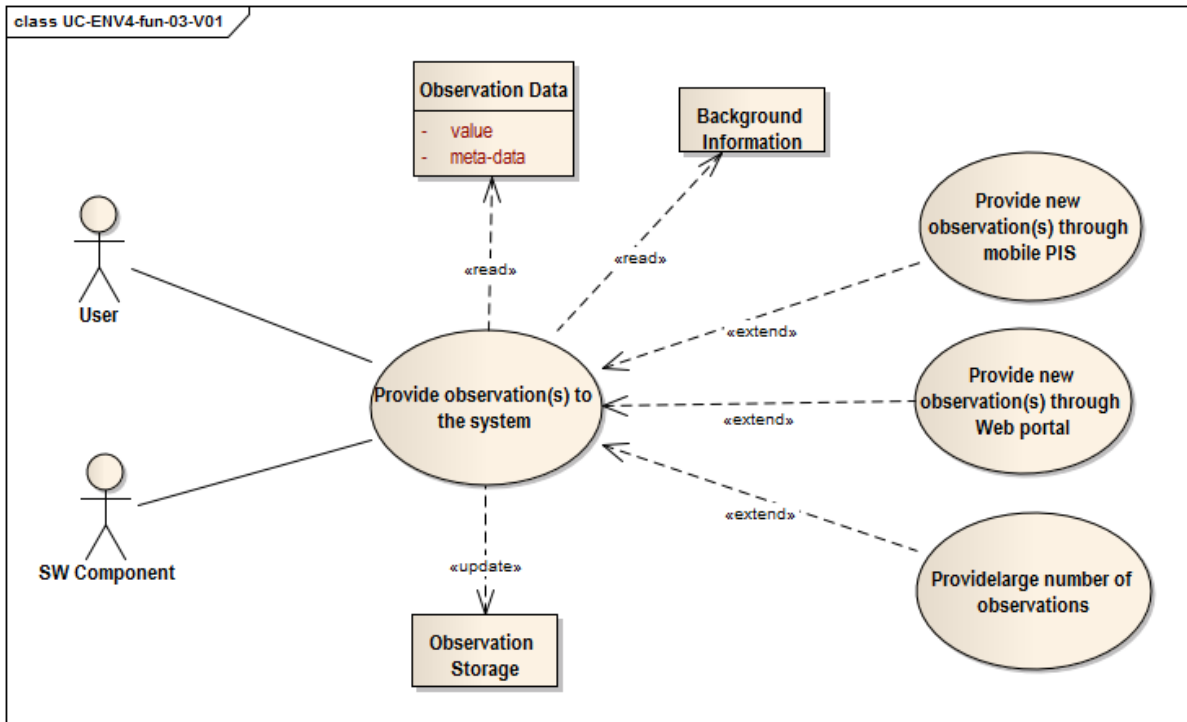 class UC-ENV4-fun-03-V01
Observation Data
- value
- meta-data
Background
Information
Provide new
observation(s) through
mobile PIS
User
«read»
«read»
«extend»
Provide observation(s) to
the system
Provide new
observation(s) through
Web portal
«extend»
«extend»
SW Component
«update»
Providelarge number of
observations
Observation
Storage